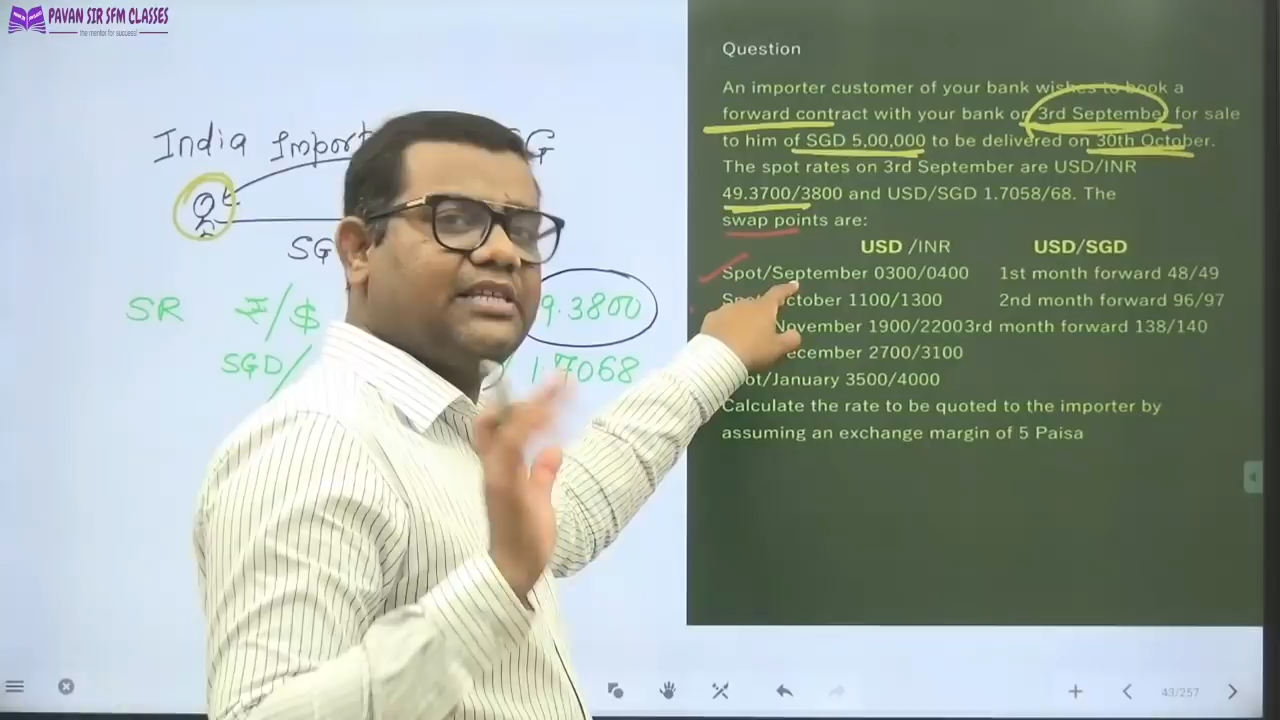 PAVAN SIR SFM CLASSES
the mentor for success!
India Import G
SG
SR ₹/$ 9.3800
SGD/ 1.7068
Question
An importer customer of your bank wishes to book a
forward contract with your bank on 3rd September for sale
to him of SGD 5,00,000 to be delivered on 30th October.
The spot rates on 3rd September are USD/INR
49.3700/3800 and USD/SGD 1.7058/68. The
swap points are:
USD /INR USD/SGD
Spot/September 0300/0400 1st month forward 48/49
October 1100/1300 2nd month forward 96/97
November 1900/22003rd month forward 138/140
ecember 2700/3100
ot/January 3500/4000
Calculate the rate to be quoted to the importer by
assuming an exchange margin of 5 Paisa
43/257